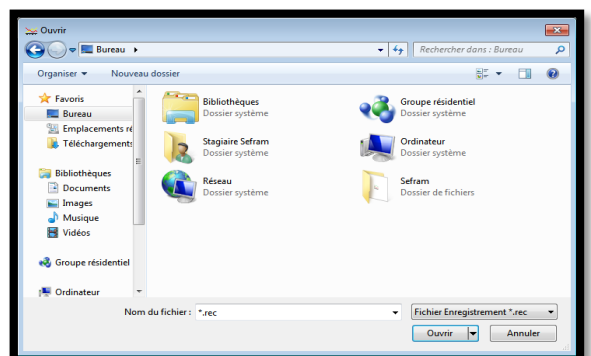 Ouvrir
Bureau
Rechercher dans : Bureau
Organiser
Nouveau dossier
Favoris
Bureau
Emplacements ré
Téléchargements
Bibliothèques
Documents
Images
Musique
Vidéos
Groupe résidentiel
Ordinateur
Bibliothèques
Dossier système
Groupe résidentiel
Dossier système
Stagiaire Sefram
Dossier système
Ordinateur
Dossier système
Réseau
Dossier système
Sefram
Dossier de fichiers
Nom du fichier : *.rec
Fichier Enregistrement *.rec
Ouvrir
Annuler